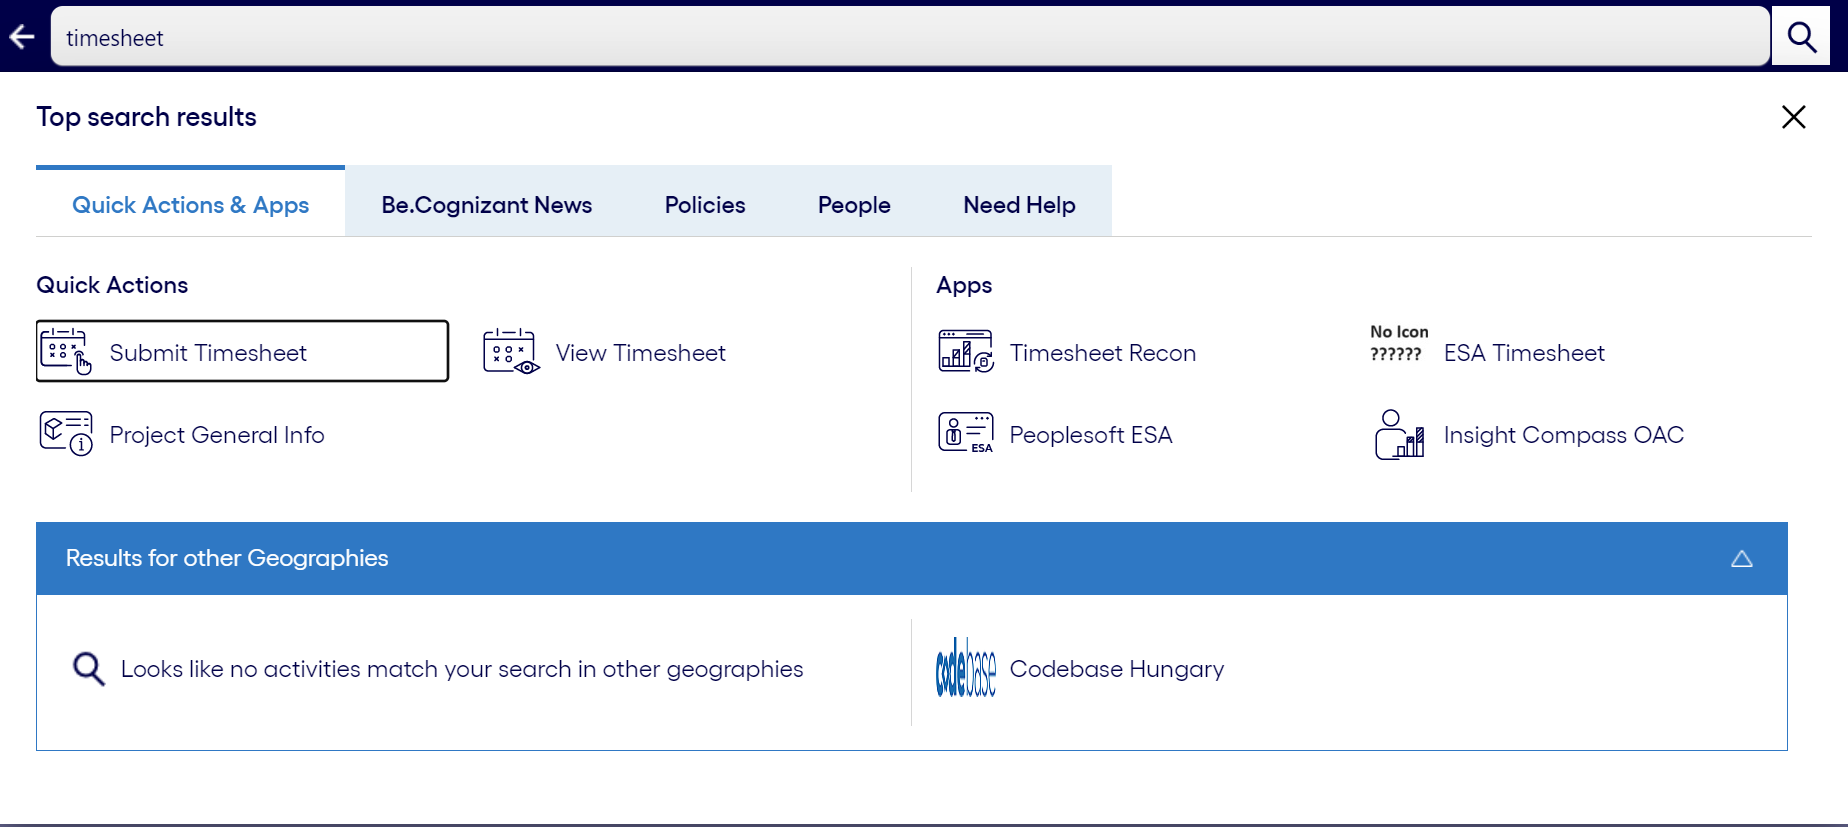 timesheet
Top search results
Quick Actions & Apps
Be.Cognizant News
Policies
People
Need Help
Quick Actions
Submit Timesheet
View Timesheet
Project General Info
Apps
Timesheet Recon
No Icon
??????
ESA Timesheet
ESA
Peoplesoft ESA
Insight Compass OAC
Results for other Geographies
Looks like no activities match your search in other geographies
codebase
Codebase Hungary